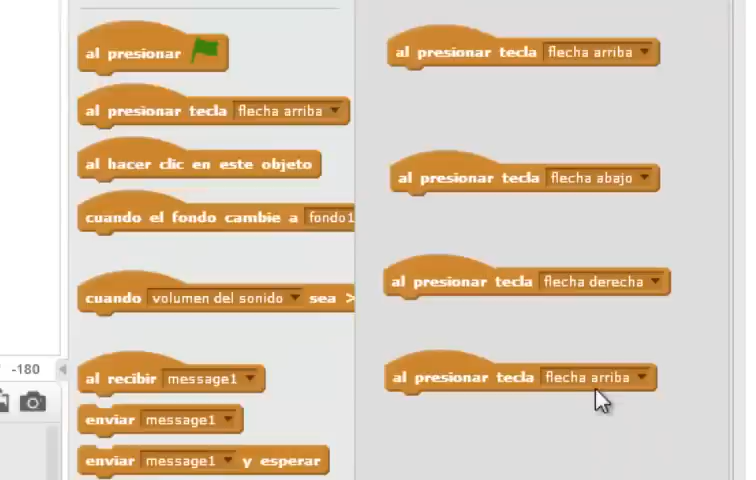 al presionar
al presionar tecla flecha arriba
al hacer clic en este objeto
cuando el fondo cambie a fondo1
cuando volumen del sonido sea >
al recibir message1
enviar message1
enviar message1 y esperar
al presionar tecla flecha arriba
al presionar tecla flecha abajo
al presionar tecla flecha derecha
al presionar tecla flecha arriba
-180